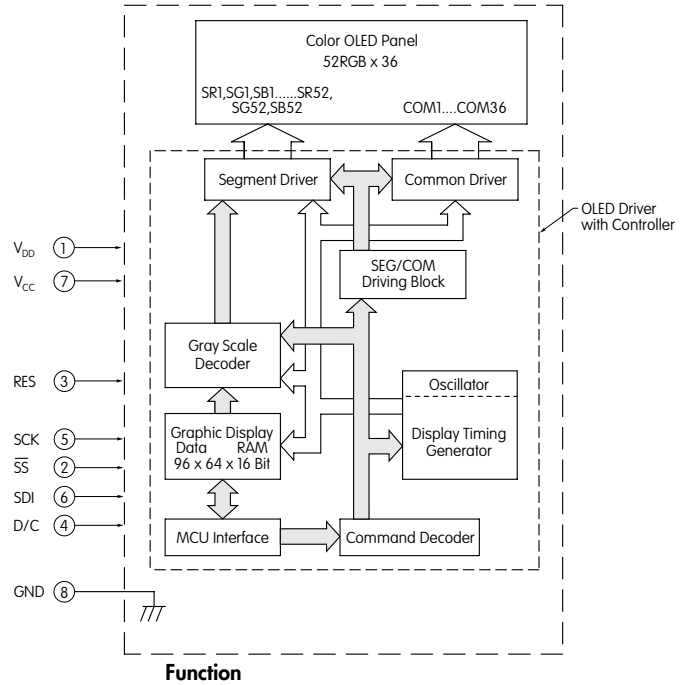 Color OLED Panel
52RGB x 36
SR1,SG1,SB1......SR52,
SG52,SB52
COM1....COM36
Segment Driver
Common Driver
OLED Driver
with Controller
VDD 1
VCC 7
SEG/COM
Driving Block
Gray Scale
Decoder
RES 3
Oscillator
SCK 5
Graphic Display
Data RAM
96 x 64 x 16 Bit
Display Timing
Generator
S̅S̅ 2
SDI 6
D/C 4
MCU Interface
Command Decoder
GND 8
Function